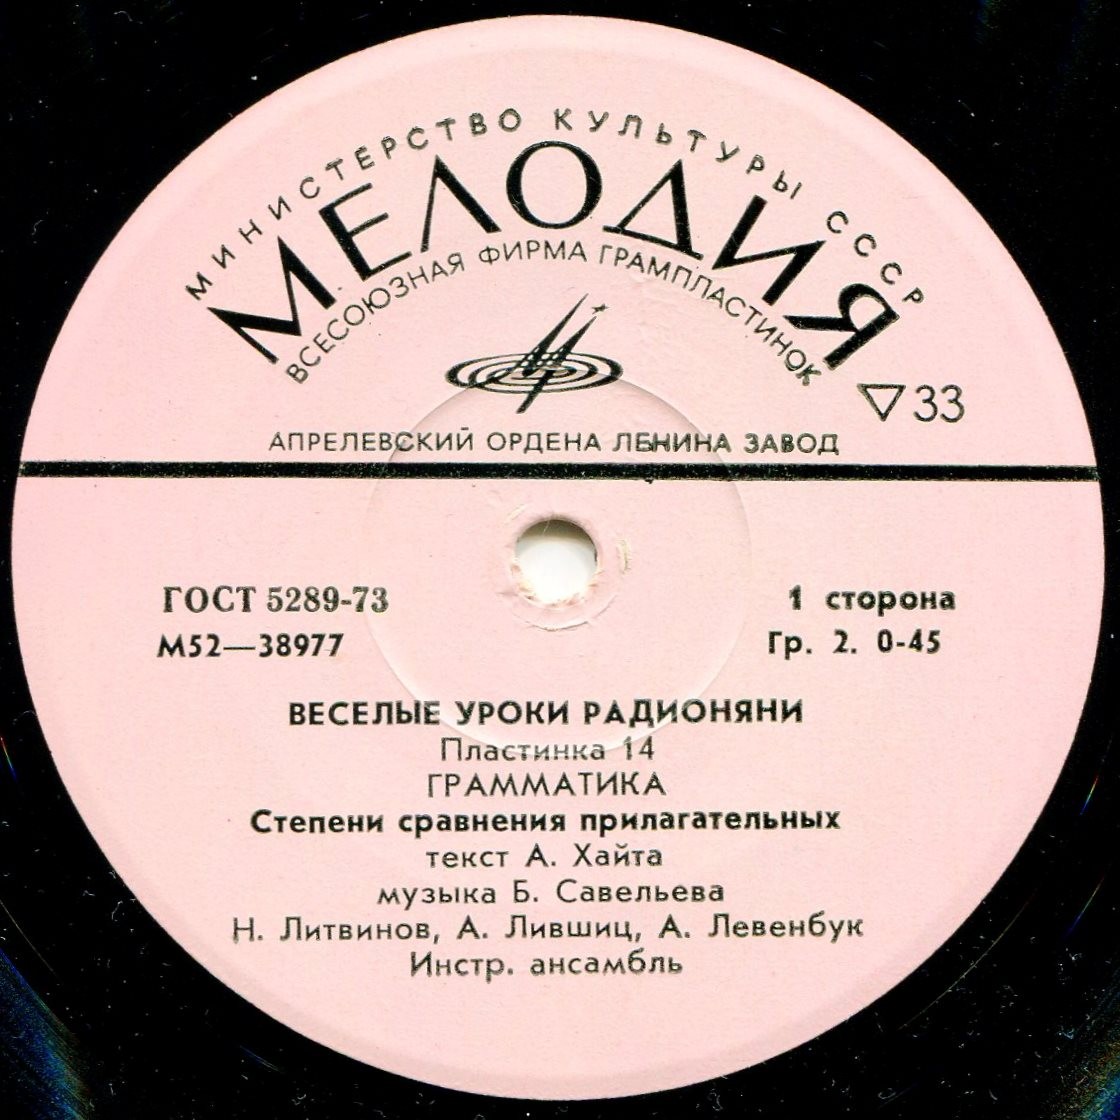 МИНИСТЕРСТВО КУЛЬТУРЫ СССР
МЕЛОДИЯ
ВСЕСОЮЗНАЯ ФИРМА ГРАМПЛАСТИНОК
▽33
АПРЕЛЕВСКИЙ ОРДЕНА ЛЕНИНА ЗАВОД
ГОСТ 5289-73
1 сторона
М52—38977
Гр. 2. 0-45
ВЕСЕЛЫЕ УРОКИ РАДИОНЯНИ
Пластинка 14
ГРАММАТИКА
Степени сравнения прилагательных
текст А. Хайта
музыка Б. Савельева
Н. Литвинов, А. Лившиц, А. Левенбук
Инстр. ансамбль